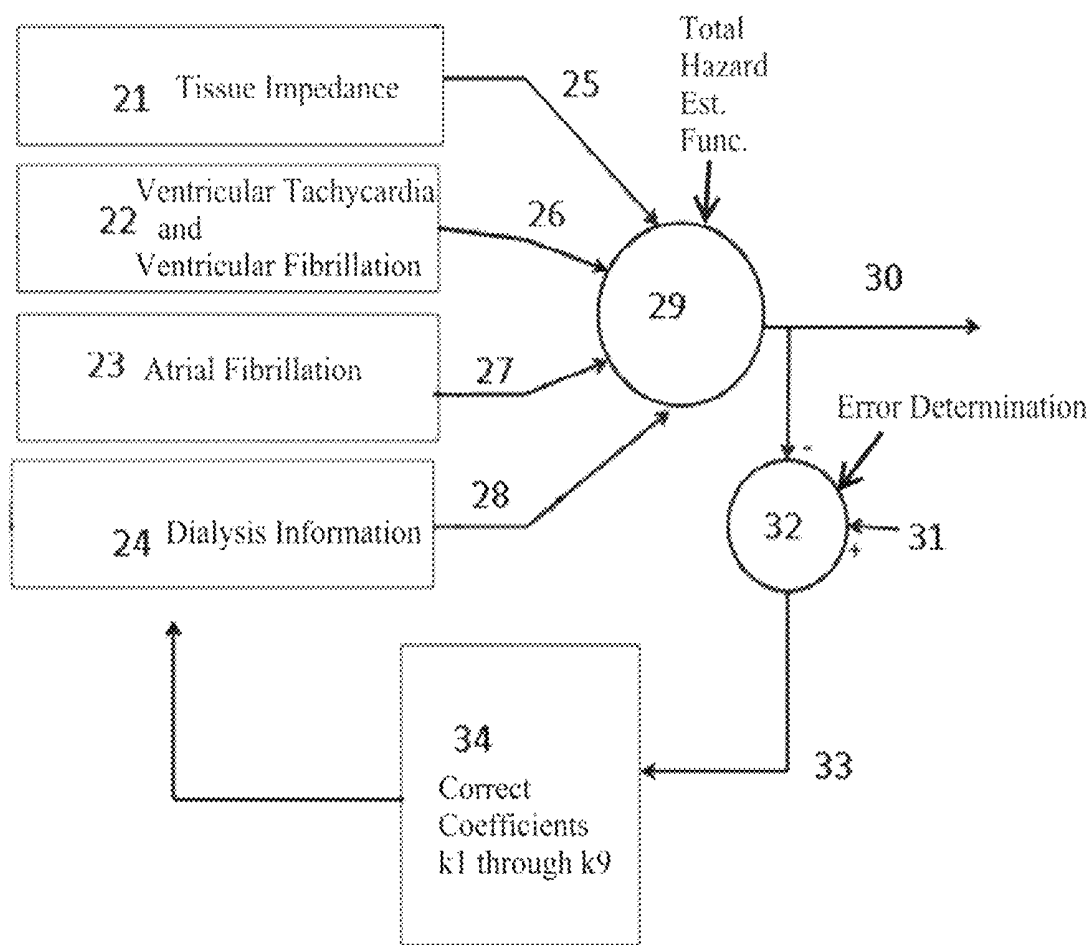 21 Tissue Impedance
25
Total
Hazard
Est.
Func.
22 Ventricular Tachycardia
and
Ventricular Fibrillation
26
29
30
23 Atrial Fibrillation
27
Error Determination
24 Dialysis Information
28
-
32
+
31
34
Correct
Coefficients
k1 through k9
33